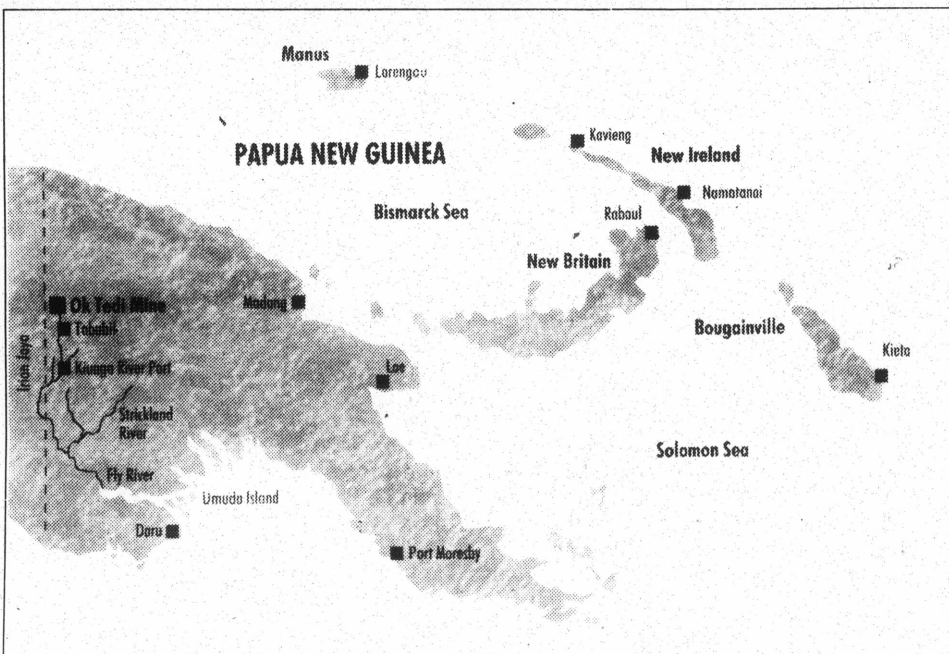 Manus
Lorengau
PAPUA NEW GUINEA
Kavieng
New Ireland
Namatanai
Bismarck Sea
Rabaul
New Britain
Ok Tedi Mine
Madang
Tabubil
Bougainville
Irian Jaya
Kiunga River Port
Lae
Kieta
Strickland
River
Solomon Sea
Fly River
Umuda Island
Daru
Port Moresby